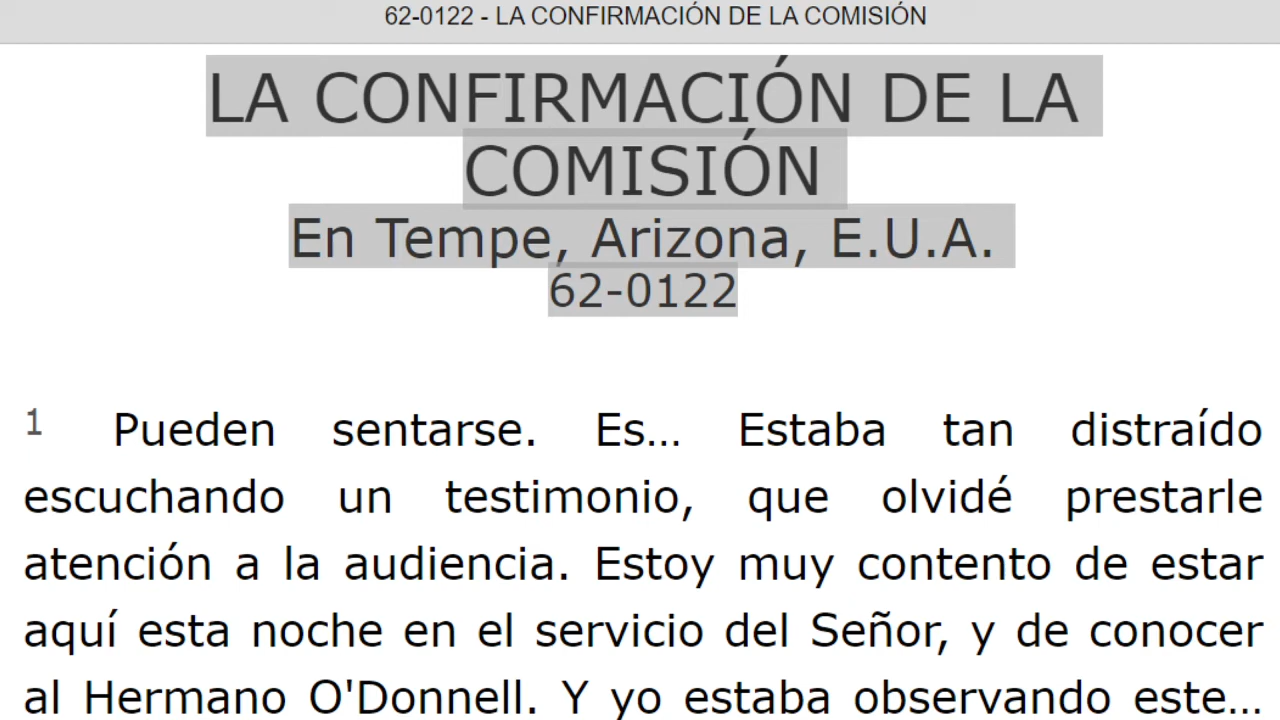 62-0122 - LA CONFIRMACIÓN DE LA COMISIÓN
LA CONFIRMACIÓN DE LA
COMISIÓN
En Tempe, Arizona, E.U.A.
62-0122
1 Pueden sentarse. Es… Estaba tan distraído
escuchando un testimonio, que olvidé prestarle
atención a la audiencia. Estoy muy contento de estar
aquí esta noche en el servicio del Señor, y de conocer
al Hermano O'Donnell. Y yo estaba observando este…